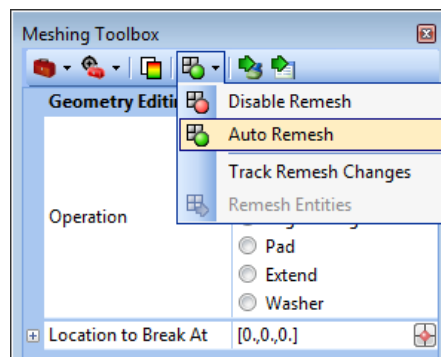 Meshing Toolbox
Geometry Editi
Disable Remesh
Auto Remesh
Track Remesh Changes
Remesh Entities
Operation
Pad
Extend
Washer
Location to Break At
[0.,0.,0.]